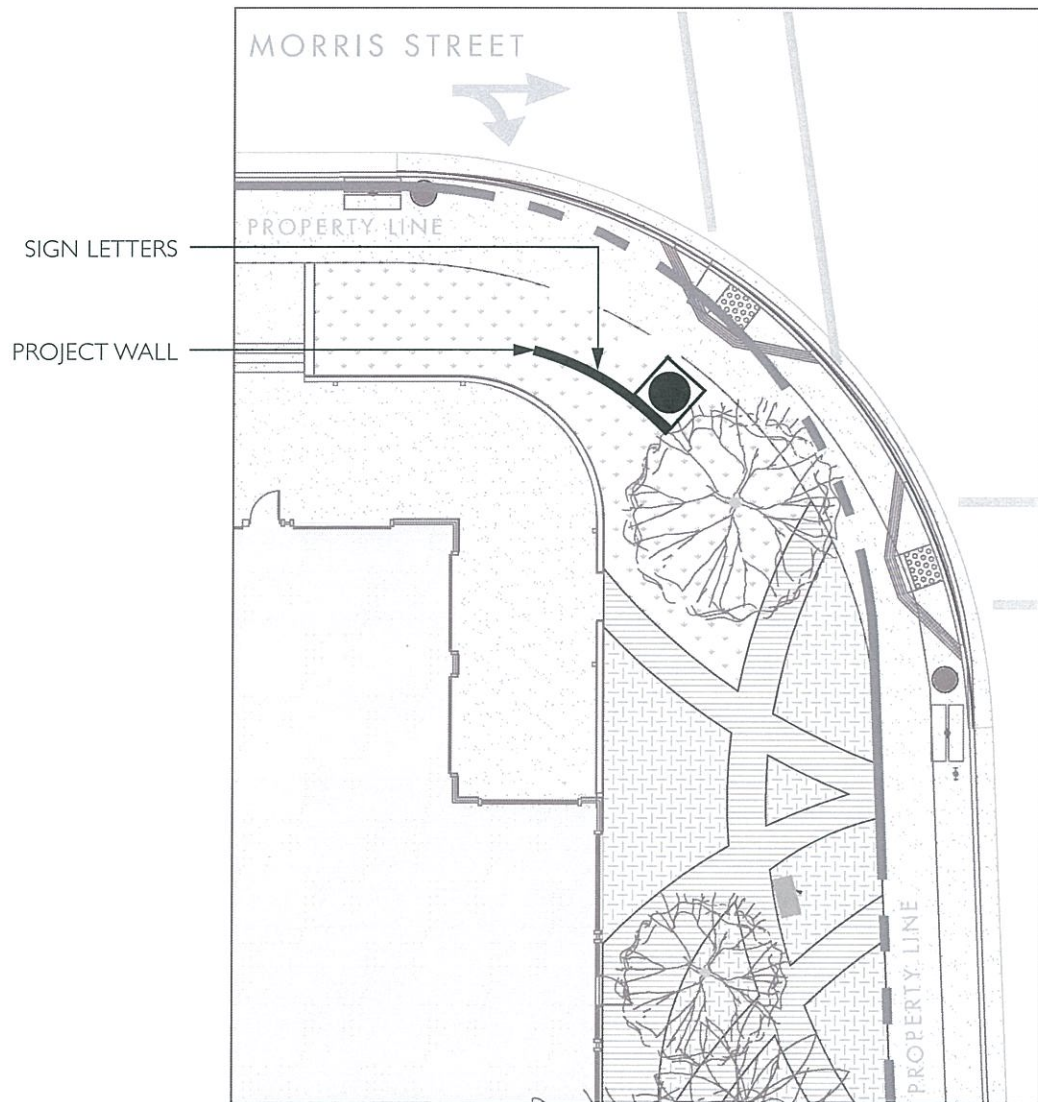 MORRIS STREET
PROPERTY LINE
SIGN LETTERS
PROJECT WALL
PROPERTY LINE